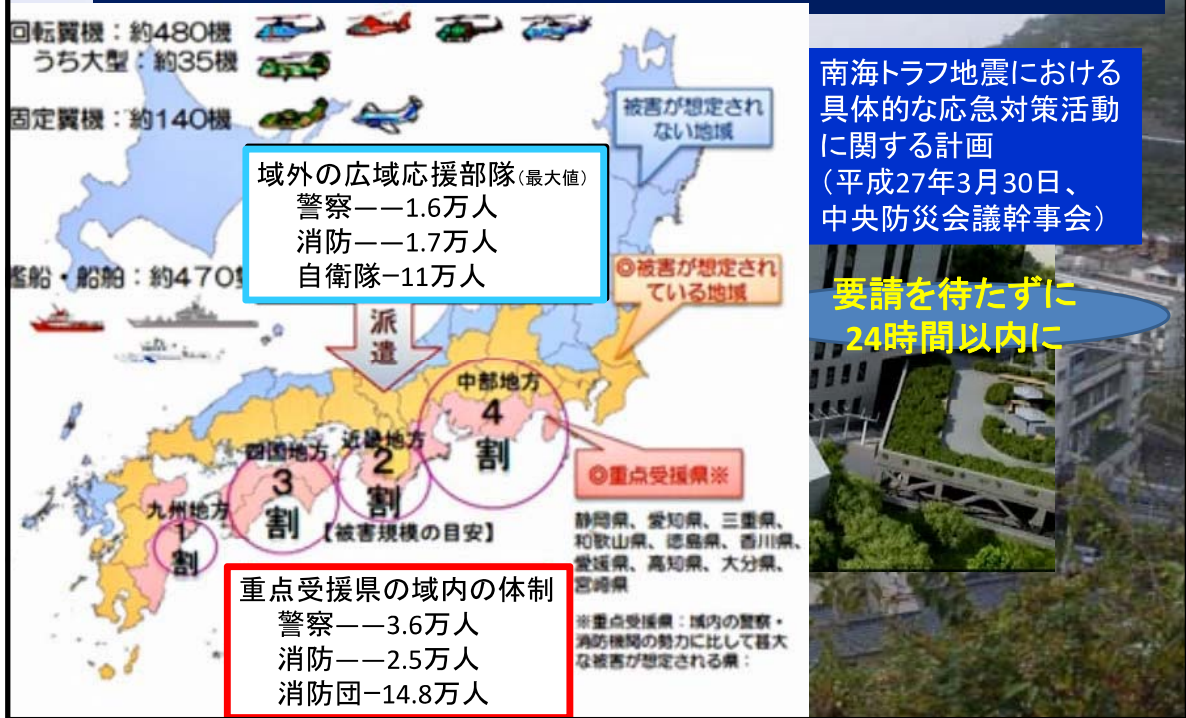 回転翼機：約480機
うち大型：約35機
固定翼機：約140機
被害が想定され
ない地域
域外の広域応援部隊(最大値)
警察――1.6万人
消防――1.7万人
自衛隊−11万人
艦船・船舶：約470
◎被害が想定され
ている地域
派
遣
中部地方
4
割
近畿地方
2
割
四国地方
3
割
九州地方
1
割
【被害規模の目安】
◎重点受援県※
静岡県、愛知県、三重県、
和歌山県、徳島県、香川県、
愛媛県、高知県、大分県、
宮崎県
※重点受援県：域内の警察・
消防機関の勢力に比して甚大
な被害が想定される県：
重点受援県の域内の体制
警察――3.6万人
消防――2.5万人
消防団−14.8万人
南海トラフ地震における
具体的な応急対策活動
に関する計画
（平成27年3月30日、
中央防災会議幹事会）
要請を待たずに
24時間以内に